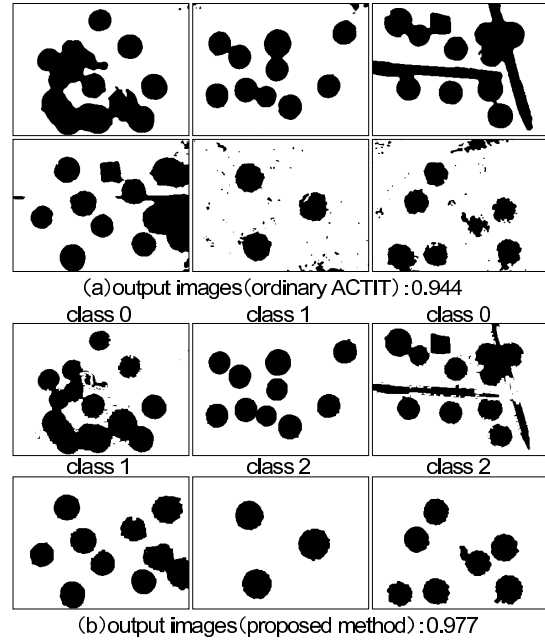 (a)output images(ordinary ACTIT):0.944
class 0 class 1 class 0
class 1 class 2 class 2
(b)output images(proposed method):0.977